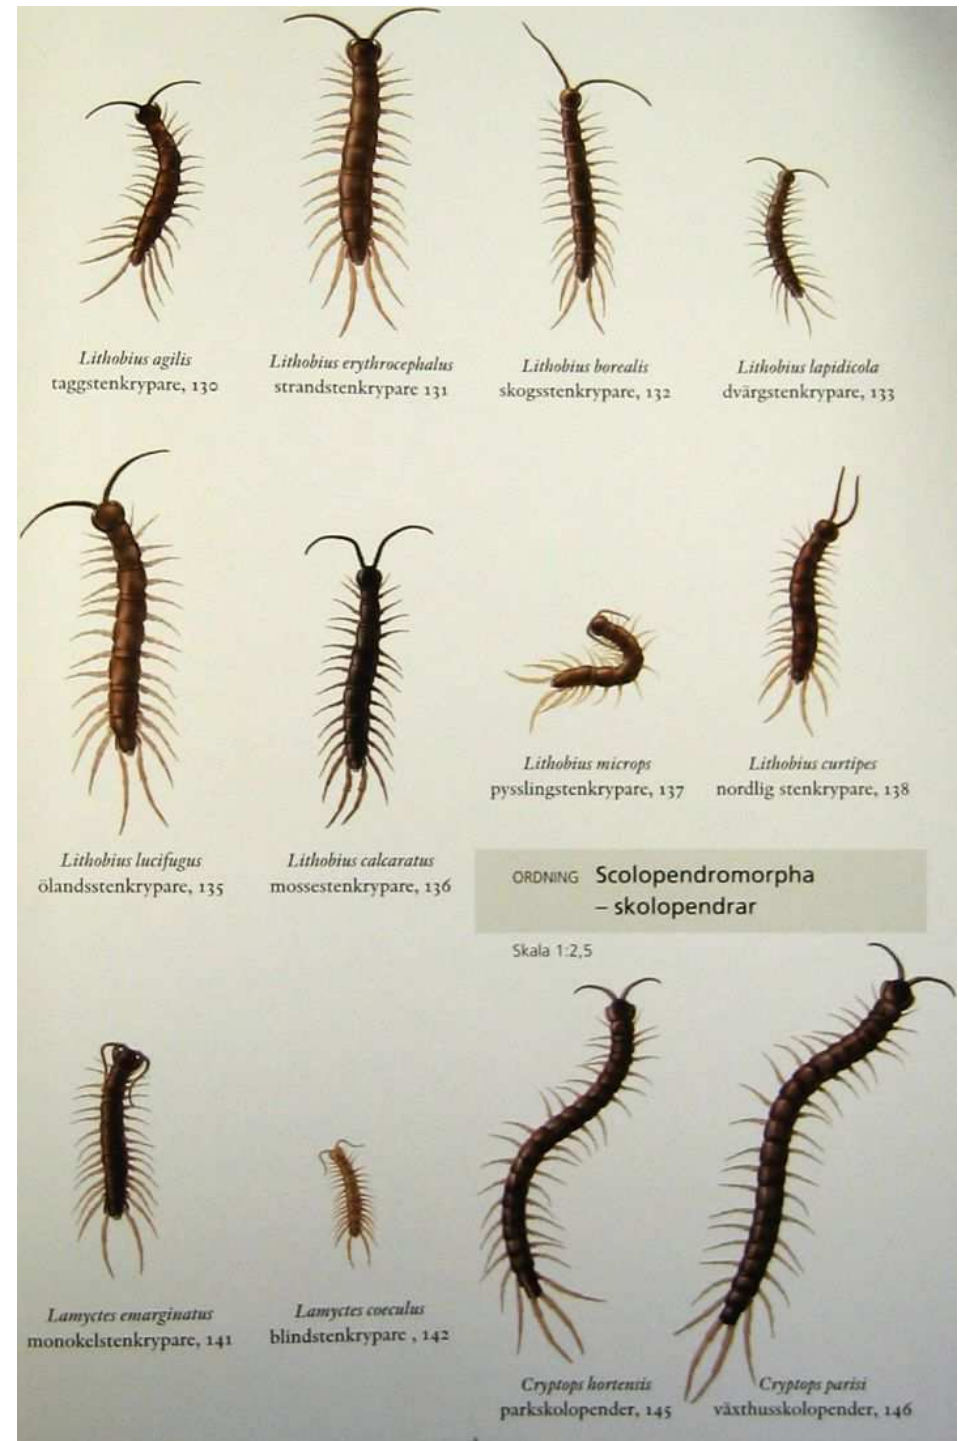 Lithobius agilis
taggstenkrypare, 130
Lithobius erythrocephalus
strandstenkrypare 131
Lithobius borealis
skogsstenkrypare, 132
Lithobius lapidicola
dvärgstenkrypare, 133
Lithobius microps
pysslingstenkrypare, 137
Lithobius curtipes
nordlig stenkrypare, 138
Lithobius lucifugus
ölandsstenkrypare, 135
Lithobius calcaratus
mossestenkrypare, 136
ORDNING Scolopendromorpha
– skolopendrar
Skala 1:2,5
Lamyctes emarginatus
monokelstenkrypare, 141
Lamyctes coeculus
blindstenkrypare , 142
Cryptops hortensis
parkskolopender, 145
Cryptops parisi
växthusskolopender, 146